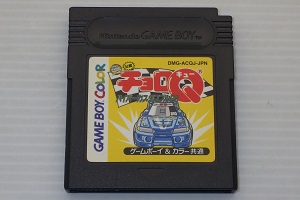 Nintendo GAME BOY™
DMG-ACQJ-JPN
チョロQ
GAME BOY COLOR
ゲームボーイ & カラー 共通